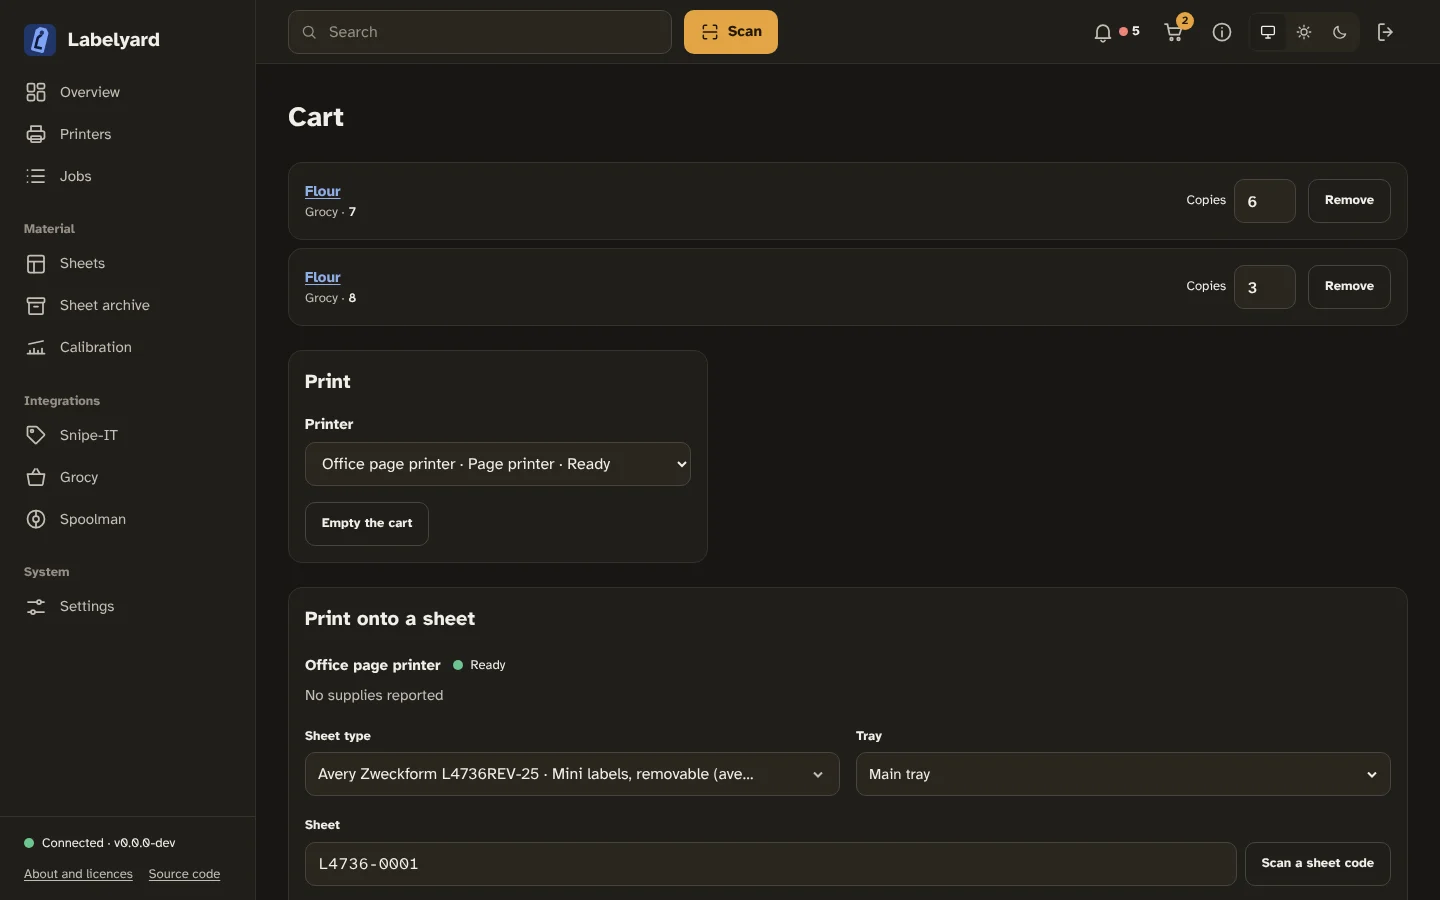 Labelyard
Search
Scan
5
2
Overview
Printers
Jobs
Material
Sheets
Sheet archive
Calibration
Integrations
Snipe-IT
Grocy
Spoolman
System
Settings
Connected · v0.0.0-dev
About and licences
Source code
Cart
Flour
Grocy · 7
Copies
6
Remove
Flour
Grocy · 8
Copies
3
Remove
Print
Printer
Office page printer · Page printer · Ready
Empty the cart
Print onto a sheet
Office page printer
Ready
No supplies reported
Sheet type
Tray
Avery Zweckform L4736REV-25 · Mini labels, removable (ave...
Main tray
Sheet
L4736-0001
Scan a sheet code